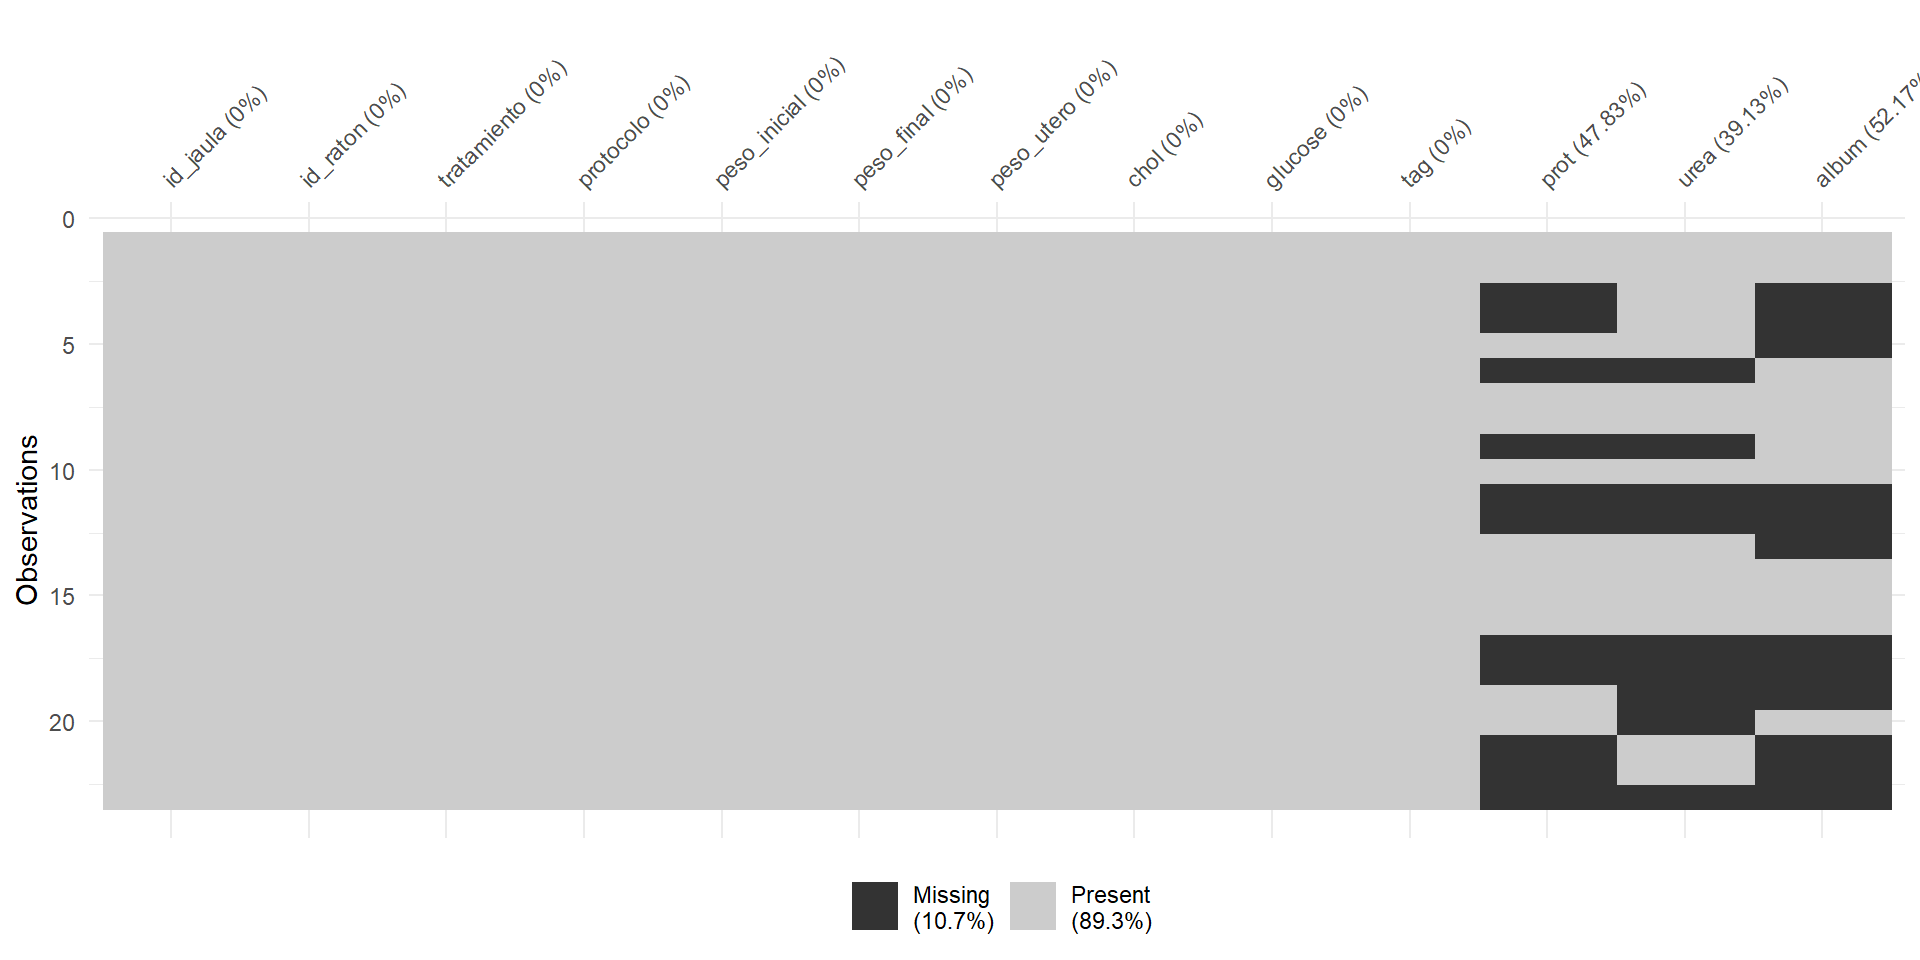 id_jaula (0%)
id_raton (0%)
tratamiento (0%)
protocolo (0%)
peso_inicial (0%)
peso_final (0%)
peso_utero (0%)
chol (0%)
glucose (0%)
tag (0%)
prot (47.83%)
urea (39.13%)
album (52.17%
0
5
10
15
20
Observations
Missing
(10.7%)
Present
(89.3%)